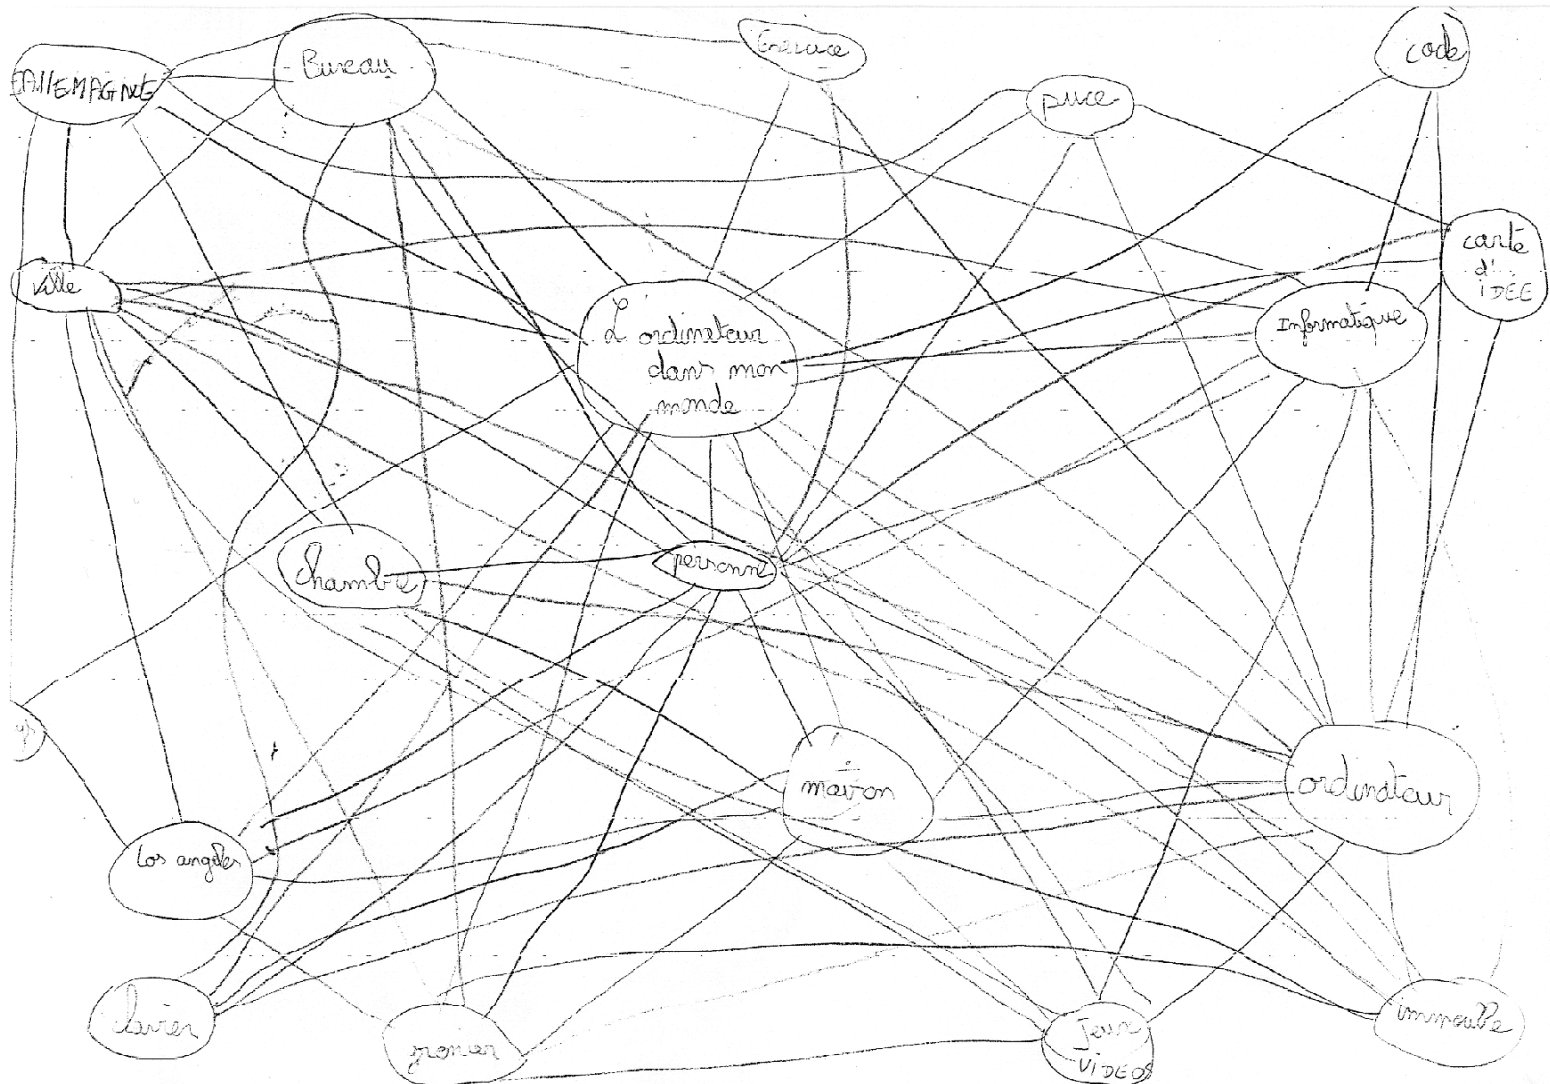 Bureau
code
puce
carte
d'
IDÉE
Ville
Informatique
L'ordinateur
dans mon
monde
Chambre
personne
maison
ordinateur
Los angeles
clavier
Jeux
VIDEOS
immeuble